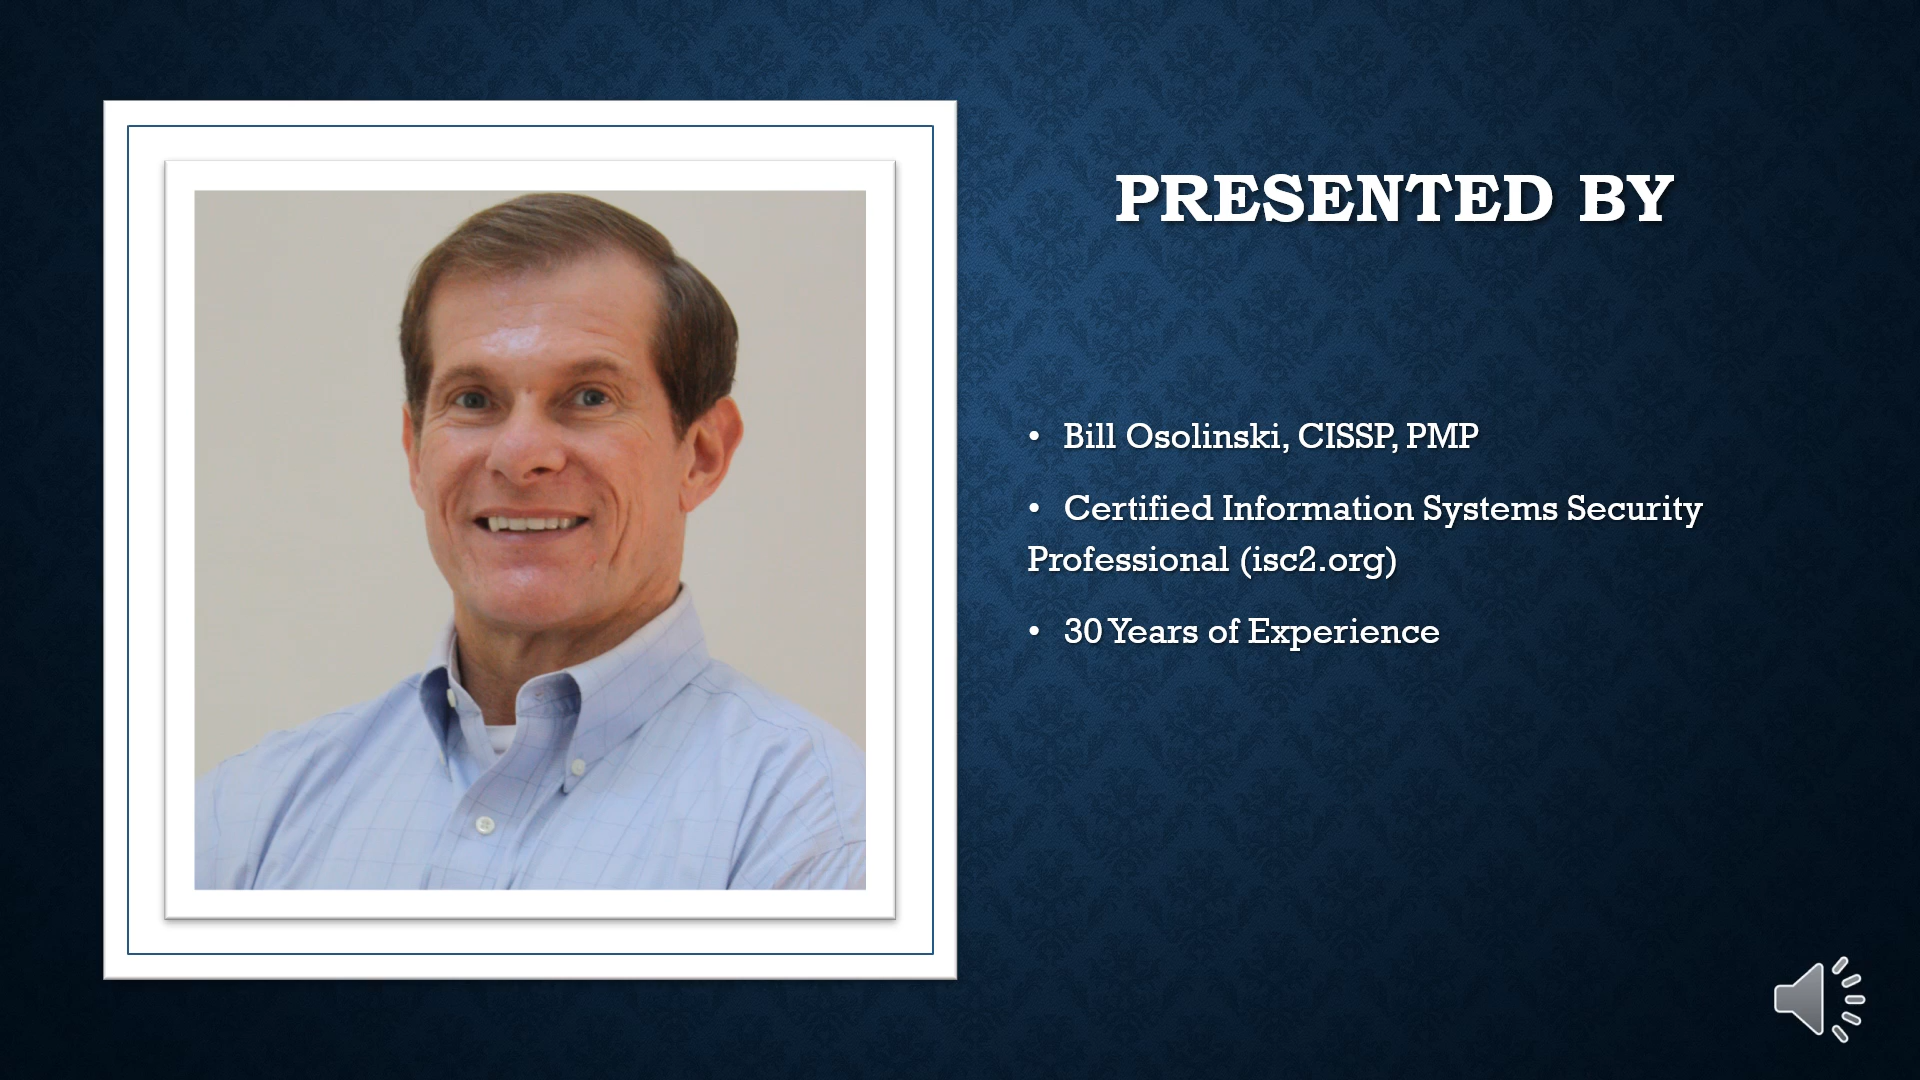 PRESENTED BY
• Bill Osolinski, CISSP, PMP
• Certified Information Systems Security
Professional (isc2.org)
• 30 Years of Experience